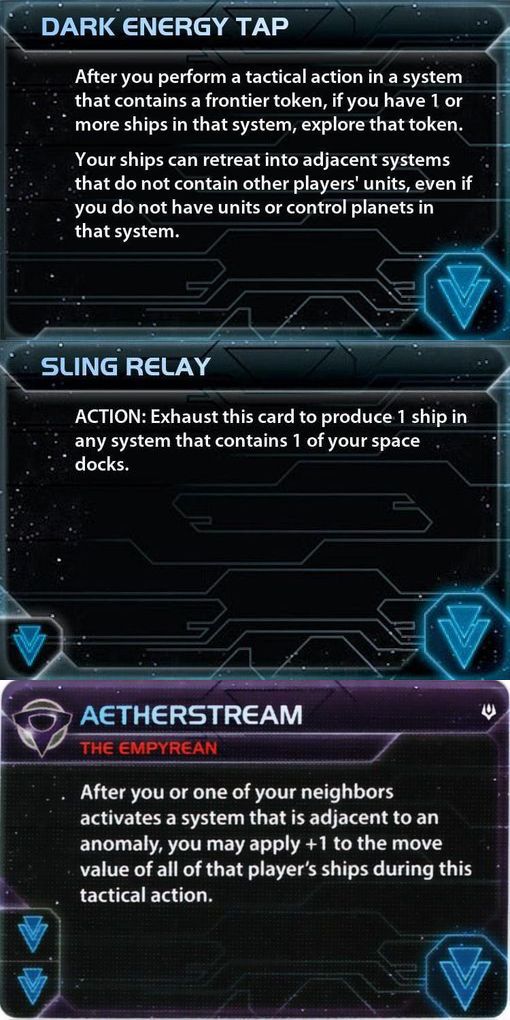 DARK ENERGY TAP
After you perform a tactical action in a system
that contains a frontier token, if you have 1 or
more ships in that system, explore that token.
Your ships can retreat into adjacent systems
that do not contain other players' units, even if
you do not have units or control planets in
that system.
SLING RELAY
ACTION: Exhaust this card to produce 1 ship in
any system that contains 1 of your space
docks.
AETHERSTREAM
THE EMPYREAN
After you or one of your neighbors
activates a system that is adjacent to an
anomaly, you may apply +1 to the move
value of all of that player's ships during this
tactical action.